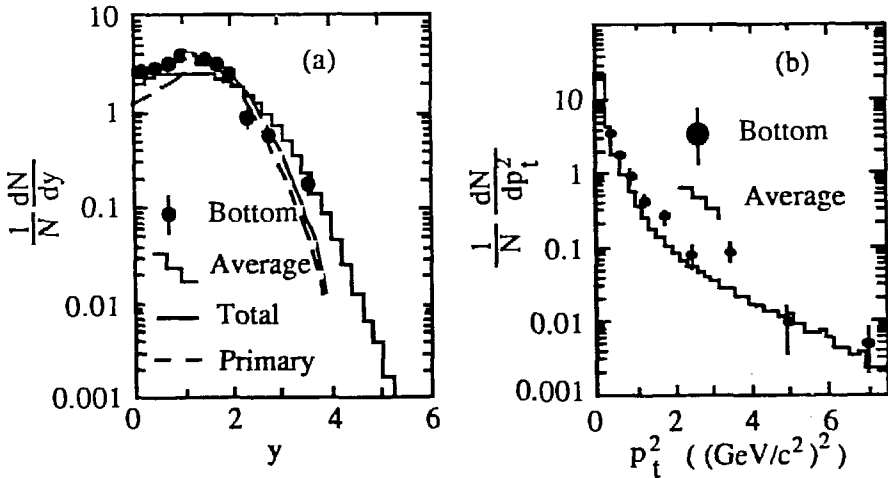 10
1
0.1
0.01
0.001
1/N dN/dy
(a)
Bottom
Average
Total
Primary
0 2 4 6
y
10
1
0.1
0.01
0.001
1/N dN/dp_t^2
(b)
Bottom
Average
0 2 4 6
p_t^2 ((GeV/c^2)^2)